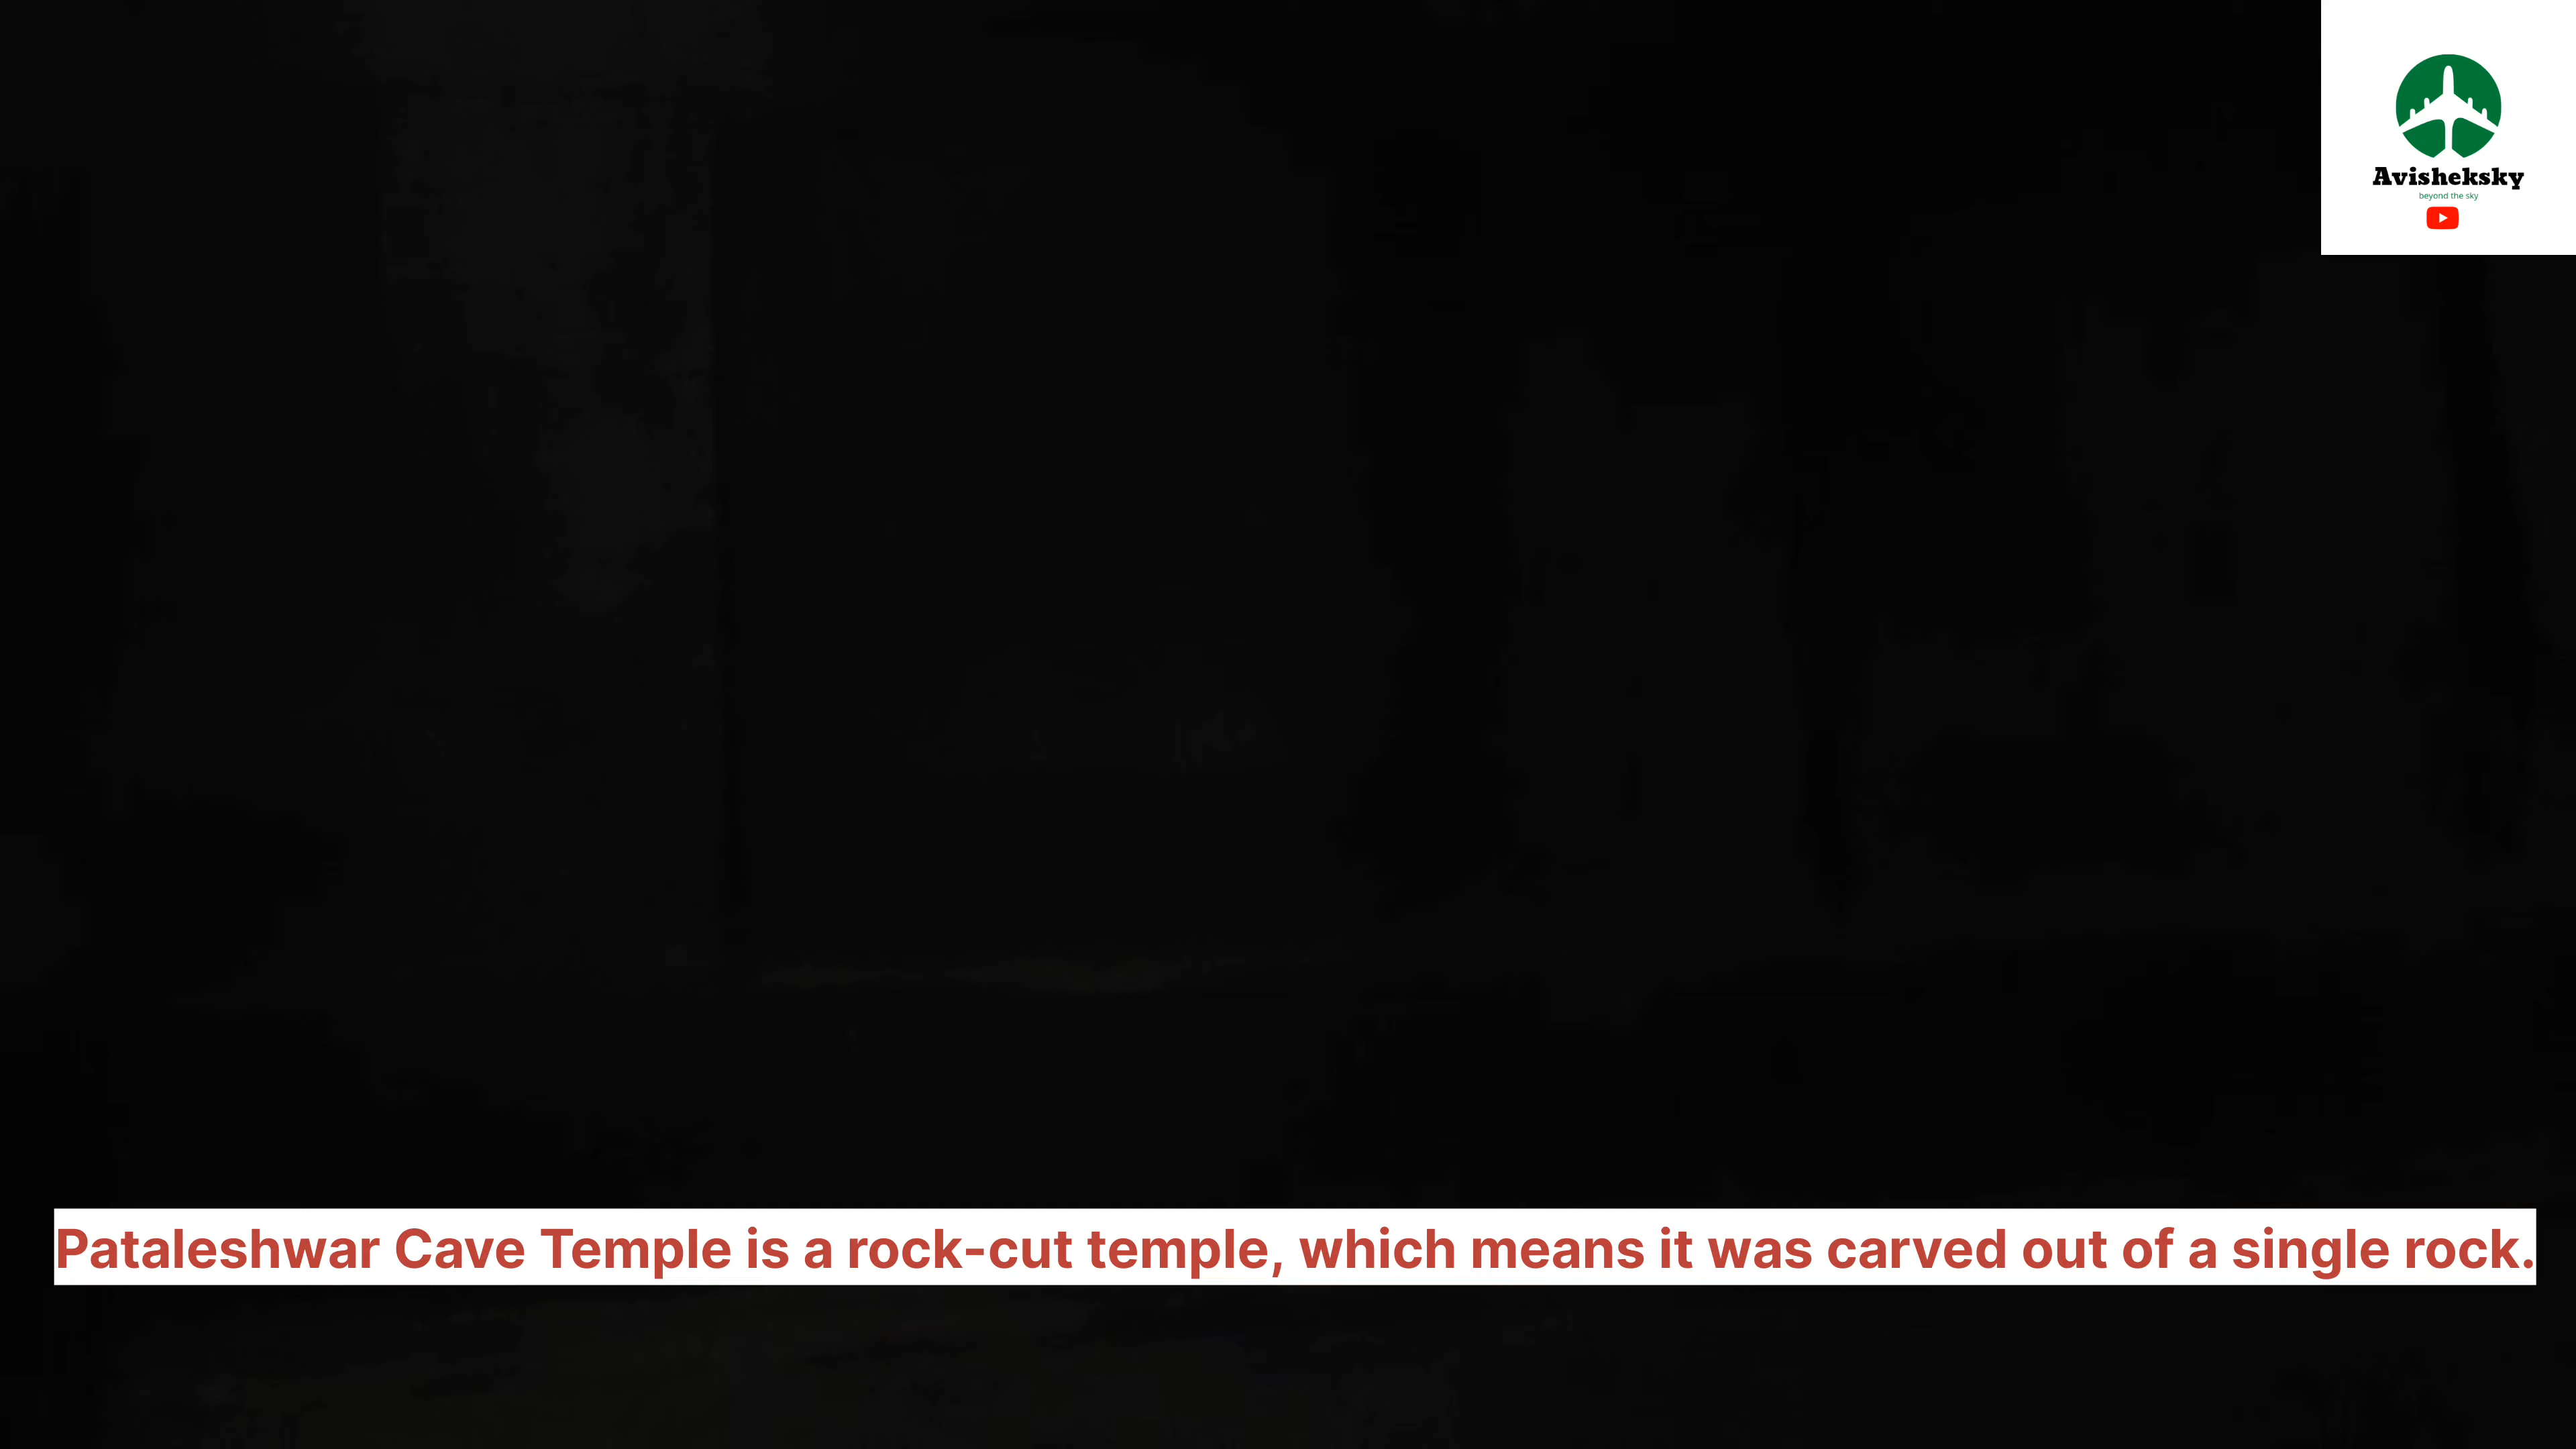 Avisheksky
beyond the sky
Pataleshwar Cave Temple is a rock-cut temple, which means it was carved out of a single rock.